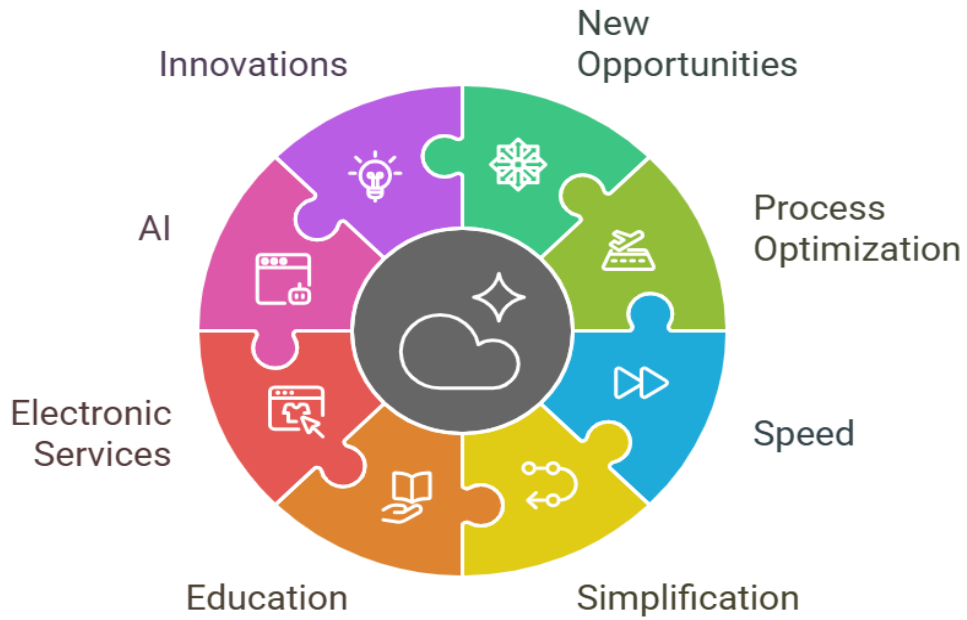 Innovations
New
Opportunities
AI
Process
Optimization
Electronic
Services
Speed
Education
Simplification